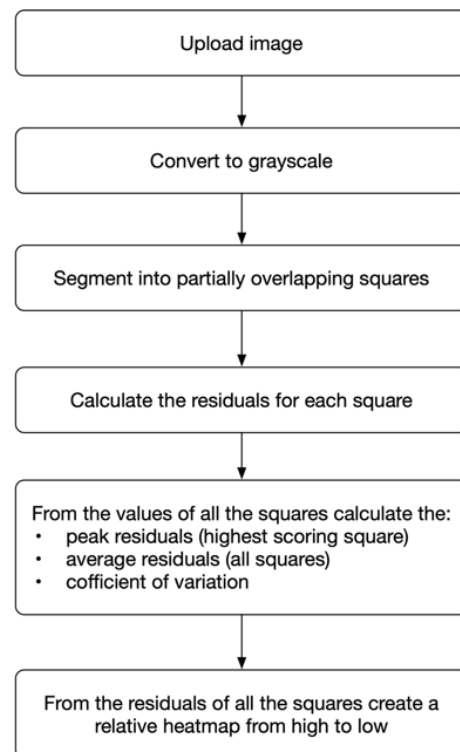 Upload image
Convert to grayscale
Segment into partially overlapping squares
Calculate the residuals for each square
From the values of all the squares calculate the:
• peak residuals (highest scoring square)
• average residuals (all squares)
• cofficient of variation
From the residuals of all the squares create a
relative heatmap from high to low